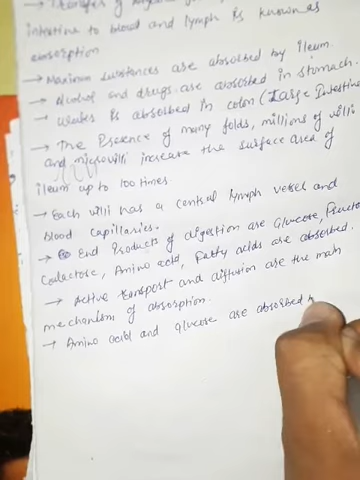 → Transfer of
intestine to blood and lymph is known as
absorption
→ Maximum substances are absorbed by ileum.
→ Alcohol and drugs are absorbed in stomach.
→ Water is absorbed in colon (Large Intestine
→ The Presence of many folds, millions of villi
and microvilli increase the surface area of
ileum up to 100 times
→ Each villi has a central lymph vessel and
blood capillaries.
→ End Products of digestion are Glucose, Fructo
Galactose, Amino acid, Fatty acids are absorbed.
→ Active transport and diffusion are the main
mechanism of absorption.
→ Amino acid and glucose are absorbed b